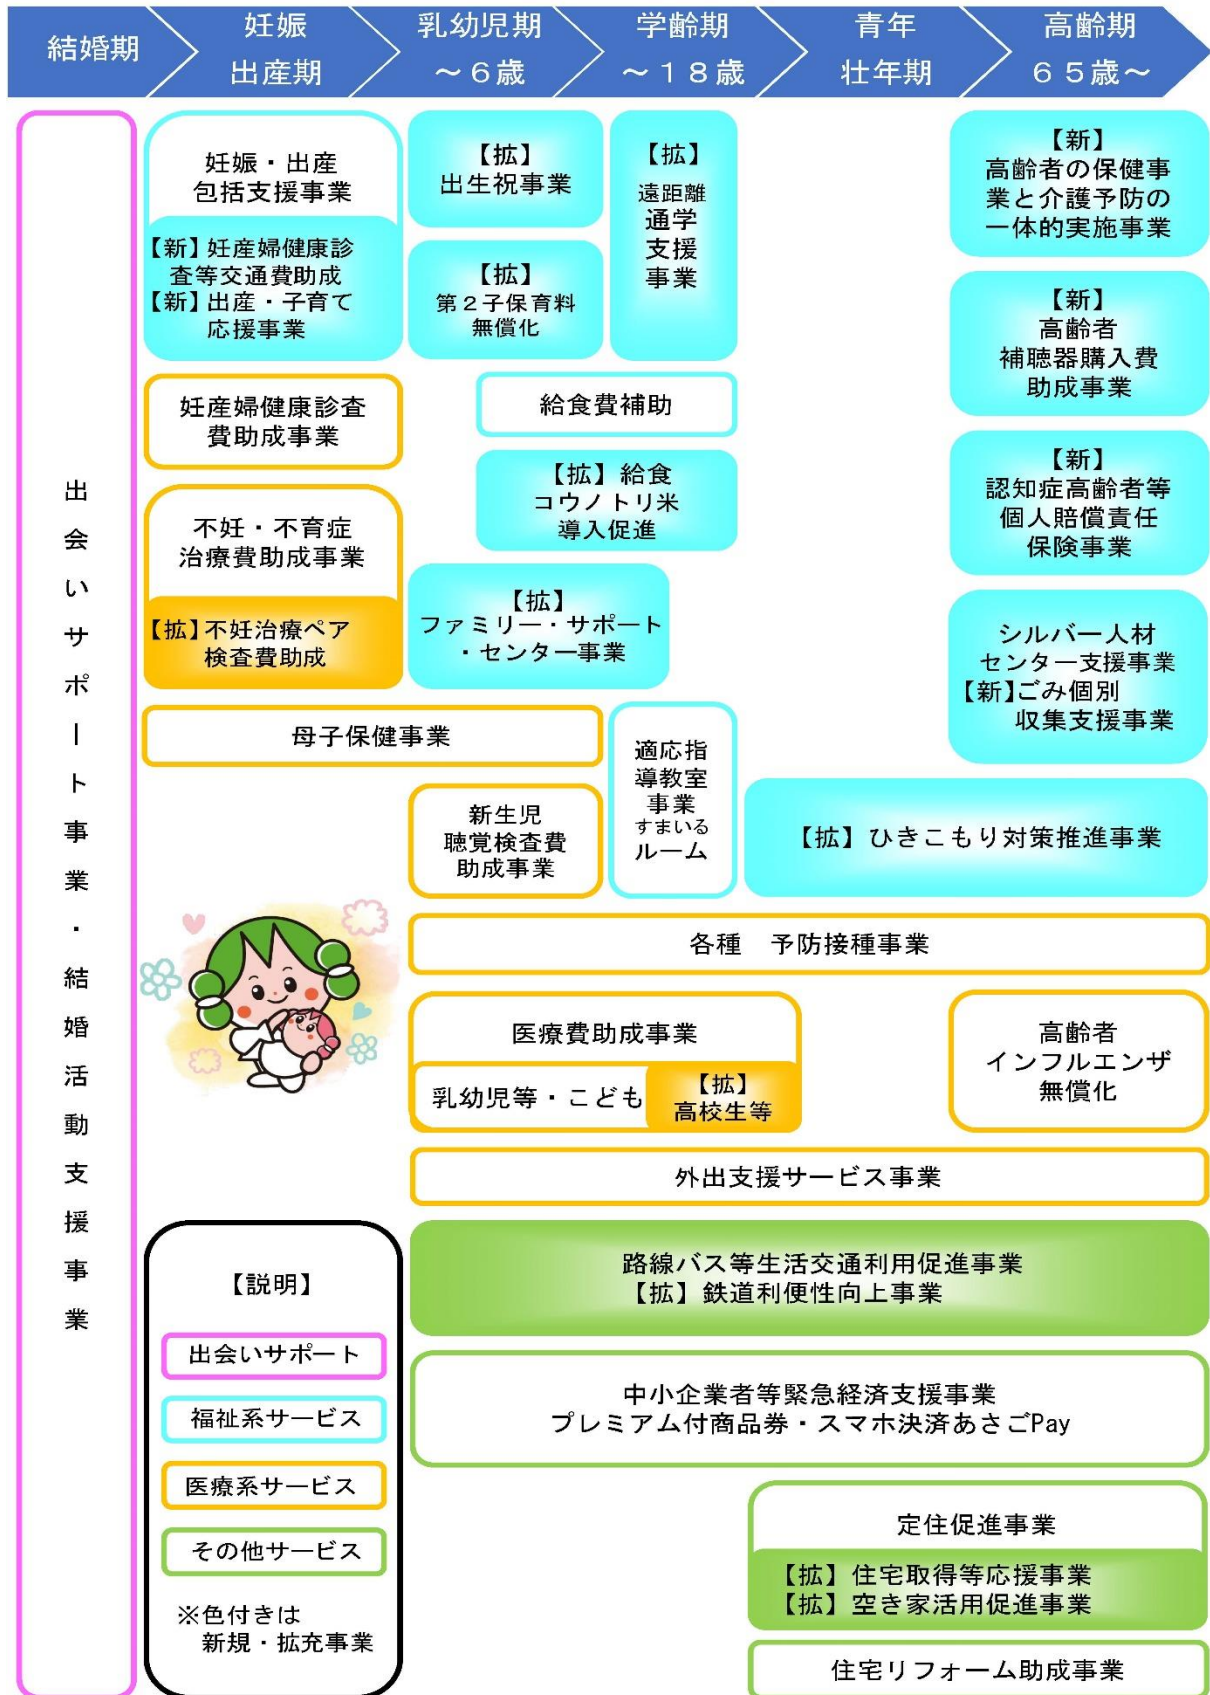 結婚期
妊娠
出産期
乳幼児期
～６歳
学齢期
～１８歳
青年
壮年期
高齢期
６５歳～
出会いサポート事業・結婚活動支援事業
妊娠・出産
包括支援事業
【新】妊産婦健康診
査等交通費助成
【新】出産・子育て
応援事業
妊産婦健康診査
費助成事業
不妊・不育症
治療費助成事業
【拡】不妊治療ペア
検査費助成
母子保健事業
【拡】
出生祝事業
【拡】
第２子保育料
無償化
【拡】
遠距離
通学
支援
事業
給食費補助
【拡】給食
コウノトリ米
導入促進
【拡】
ファミリー・サポート
・センター事業
新生児
聴覚検査費
助成事業
適応指
導教室
事業
すまいる
ルーム
【新】
高齢者の保健事
業と介護予防の
一体的実施事業
【新】
高齢者
補聴器購入費
助成事業
【新】
認知症高齢者等
個人賠償責任
保険事業
シルバー人材
センター支援事業
【新】ごみ個別
収集支援事業
【拡】ひきこもり対策推進事業
各種　予防接種事業
医療費助成事業
乳幼児等・こども
【拡】
高校生等
高齢者
インフルエンザ
無償化
外出支援サービス事業
路線バス等生活交通利用促進事業
【拡】鉄道利便性向上事業
中小企業者等緊急経済支援事業
プレミアム付商品券・スマホ決済あさごPay
定住促進事業
【拡】住宅取得等応援事業
【拡】空き家活用促進事業
住宅リフォーム助成事業
【説明】
出会いサポート
福祉系サービス
医療系サービス
その他サービス
※色付きは
新規・拡充事業